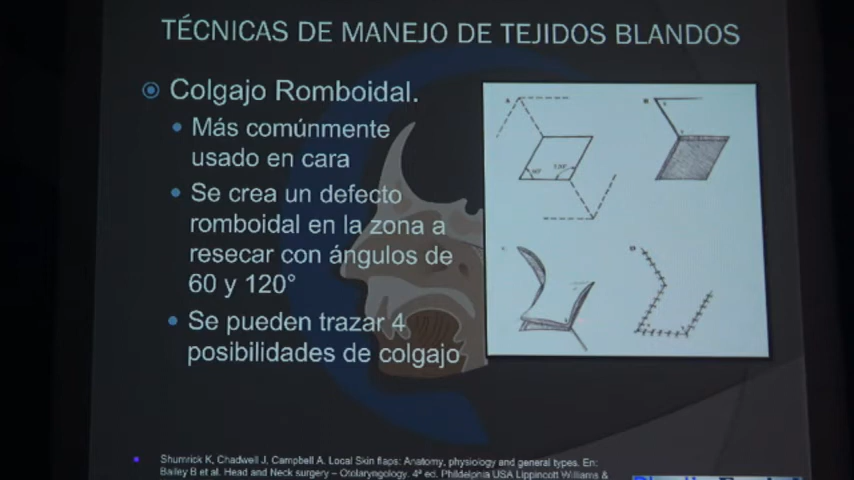 TÉCNICAS DE MANEJO DE TEJIDOS BLANDOS
Colgajo Romboidal.
Más comúnmente
usado en cara
Se crea un defecto
romboidal en la zona a
resecar con ángulos de
60 y 120°
Se pueden trazar 4
posibilidades de colgajo
A
B
60°
120°
C
D
Shumrick K, Chadwell J, Campbell A. Local Skin flaps: Anatomy, physiology and general types. En:
Bailey B et al. Head and Neck surgery – Otolaryngology. 4ª ed. Phildelphia USA Lippincott Williams &